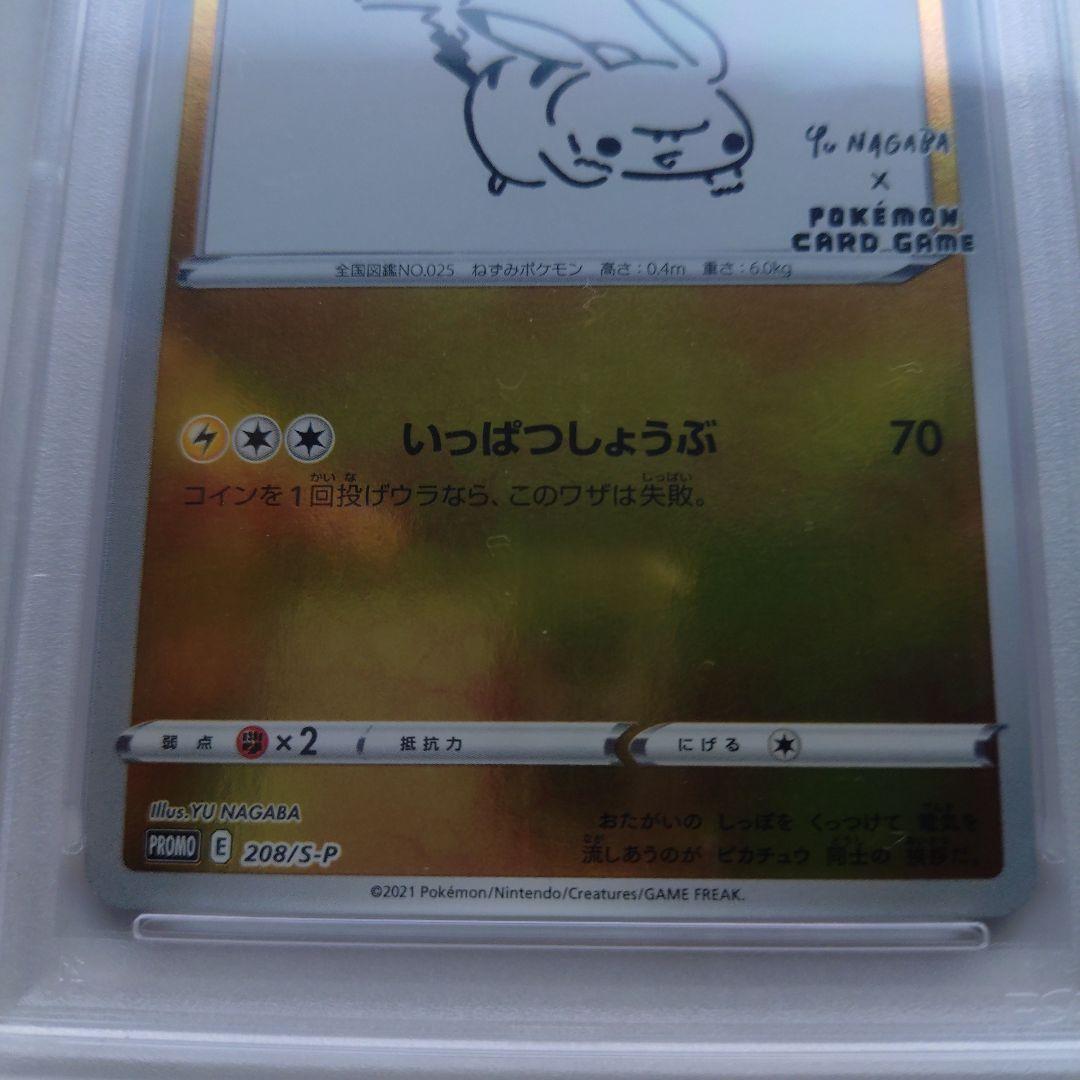 Yu NAGABA
X
POKÉMON
CARD GAME
全国図鑑NO.025 ねずみポケモン 高さ:0.4m 重さ:6.0kg
いっぱつしょうぶ 70
コインを1回投げウラなら、このワザは失敗。
弱点 ×2 抵抗力 にげる
Illus.YU NAGABA
PROMO E 208/S-P
おたがいの しっぽを くっつけて 電気を
流しあうのが ピカチュウ 同士の 挨拶だ。
©2021 Pokémon/Nintendo/Creatures/GAME FREAK.